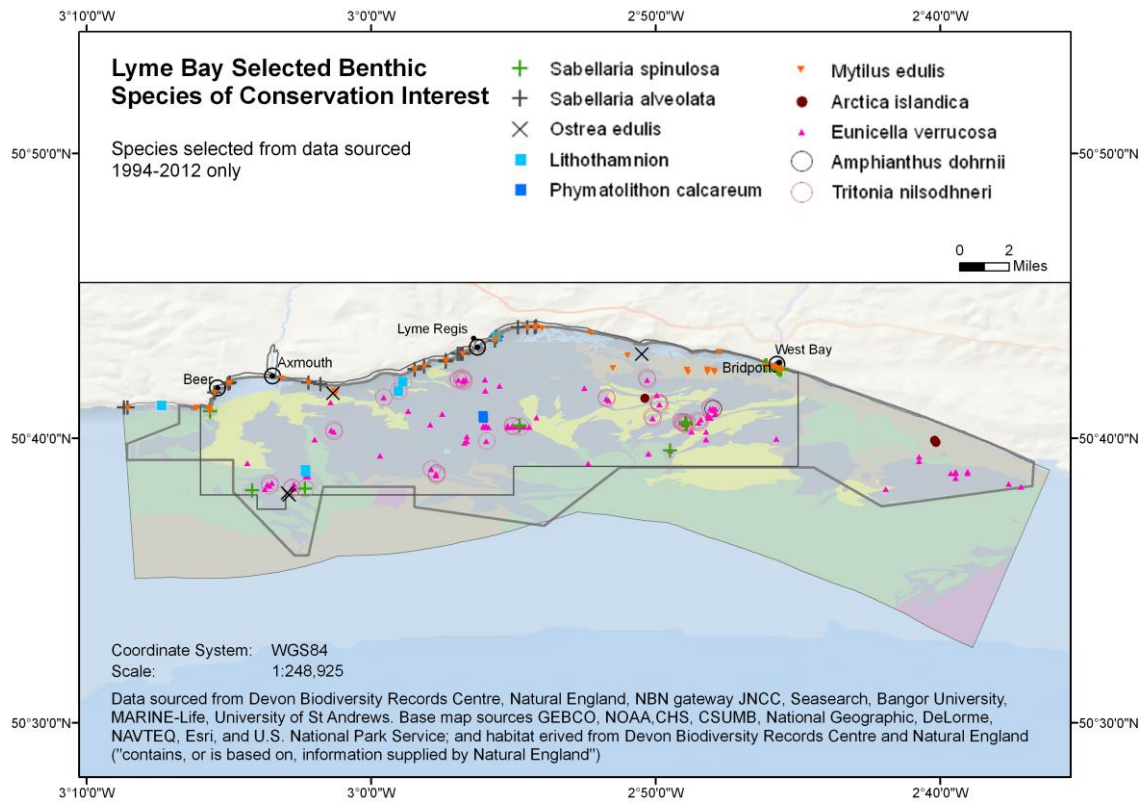 3°10'0"W
3°0'0"W
2°50'0"W
2°40'0"W
Lyme Bay Selected Benthic
Species of Conservation Interest
Species selected from data sourced
1994-2012 only
Sabellaria spinulosa
Sabellaria alveolata
Ostrea edulis
Lithothamnion
Phymatolithon calcareum
Mytilus edulis
Arctica islandica
Eunicella verrucosa
Amphianthus dohrnii
Tritonia nilsodhneri
50°50'0"N
50°50'0"N
0 2
Miles
Lyme Regis
Axmouth
Beer
West Bay
Bridport
50°40'0"N
50°40'0"N
Coordinate System: WGS84
Scale: 1:248,925
Data sourced from Devon Biodiversity Records Centre, Natural England, NBN gateway JNCC, Seasearch, Bangor University,
MARINE-Life, University of St Andrews. Base map sources GEBCO, NOAA,CHS, CSUMB, National Geographic, DeLorme,
NAVTEQ, Esri, and U.S. National Park Service; and habitat erived from Devon Biodiversity Records Centre and Natural England
("contains, or is based on, information supplied by Natural England")
50°30'0"N
50°30'0"N
3°10'0"W
3°0'0"W
2°50'0"W
2°40'0"W